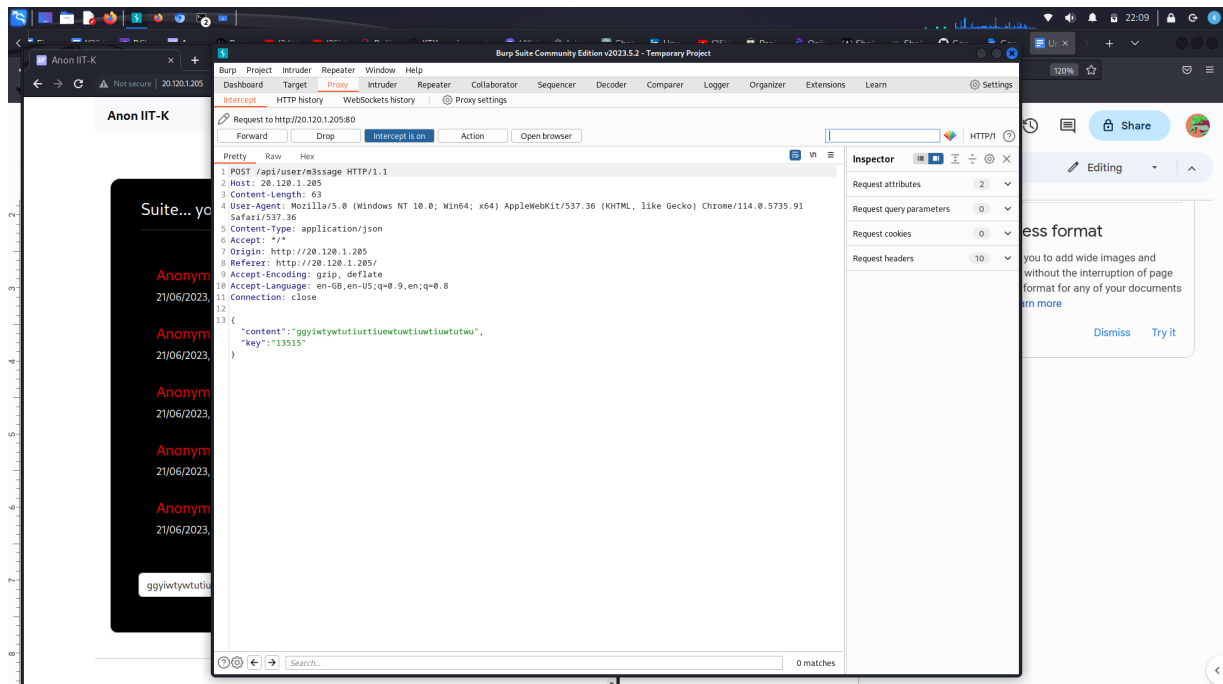 22:09
Burp Suite Community Edition v2023.5.2 - Temporary Project
Anon IIT-K
120%
Not secure
20.120.1.205
Burp Project Intruder Repeater Window Help
Dashboard Target Proxy Intruder Repeater Collaborator Sequencer Decoder Comparer Logger Organizer Extensions Learn Settings
Intercept HTTP history WebSockets history Proxy settings
Request to http://20.120.1.205:80
Forward Drop Intercept is on Action Open browser HTTP/1
Pretty Raw Hex \n
1 POST /api/user/m3ssage HTTP/1.1
2 Host: 20.120.1.205
3 Content-Length: 63
4 User-Agent: Mozilla/5.0 (Windows NT 10.0; Win64; x64) AppleWebKit/537.36 (KHTML, like Gecko) Chrome/114.0.5735.91
Safari/537.36
5 Content-Type: application/json
6 Accept: */*
7 Origin: http://20.120.1.205
8 Referer: http://20.120.1.205/
9 Accept-Encoding: gzip, deflate
10 Accept-Language: en-GB,en-US;q=0.9,en;q=0.8
11 Connection: close
12
13 {
"content":"ggyiwtywtutiurtiuewtuwtiuwtiuwtutwu",
"key":"13515"
}
Search...
0 matches
Inspector
Request attributes 2
Request query parameters 0
Request cookies 0
Request headers 10
Anon IIT-K
Suite... yo
Anonym
21/06/2023,
Anonym
21/06/2023,
Anonym
21/06/2023,
Anonym
21/06/2023,
Anonym
21/06/2023,
ggyiwtywtutiu
Share
Editing
ess format
you to add wide images and
without the interruption of page
format for any of your documents
arn more
Dismiss Try it
2
3
4
5
6
7
8